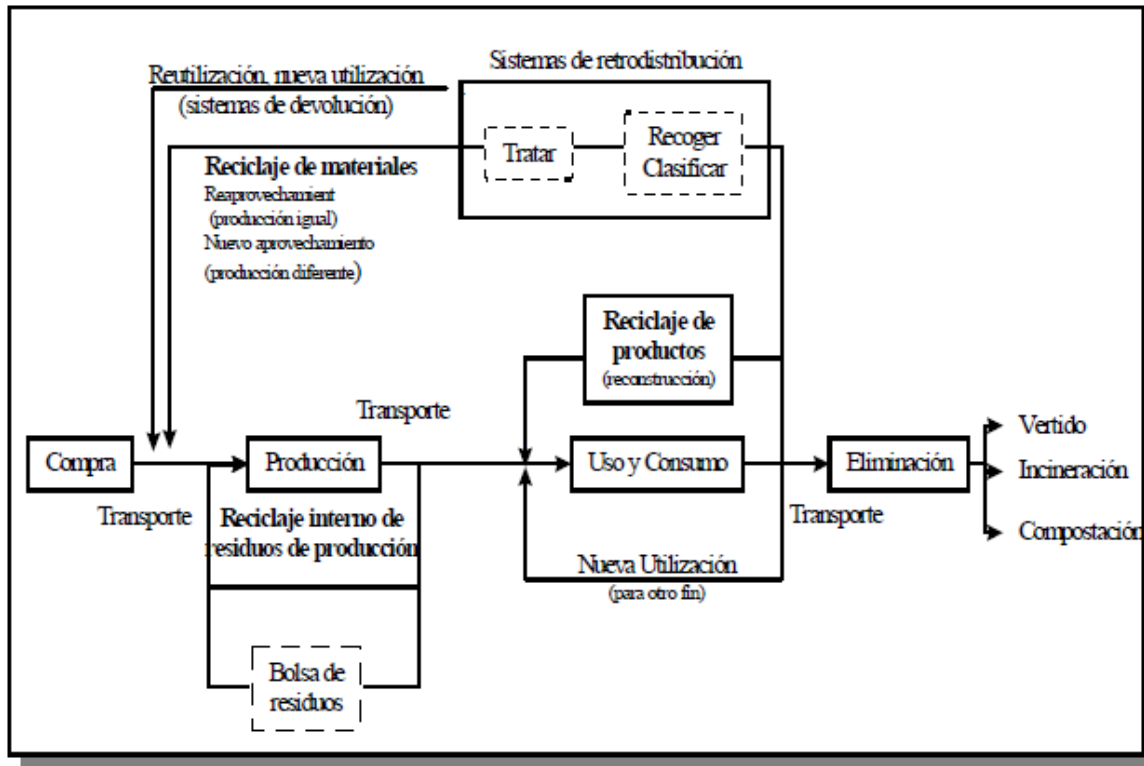 Sistemas de retrodistribución
Reutilización, nueva utilización
(sistemas de devolución)
Recoger
Clasificar
Tratar
Reciclaje de materiales
Reaprovechamient
(producción igual)
Nuevo aprovechamiento
(producción diferente)
Reciclaje de
productos
(reconstrucción)
Transporte
Compra
Producción
Uso y Consumo
Eliminación
Vertido
Incineración
Compostación
Transporte
Transporte
Reciclaje interno de
residuos de producción
Nueva Utilización
(para otro fin)
Bolsa de
residuos